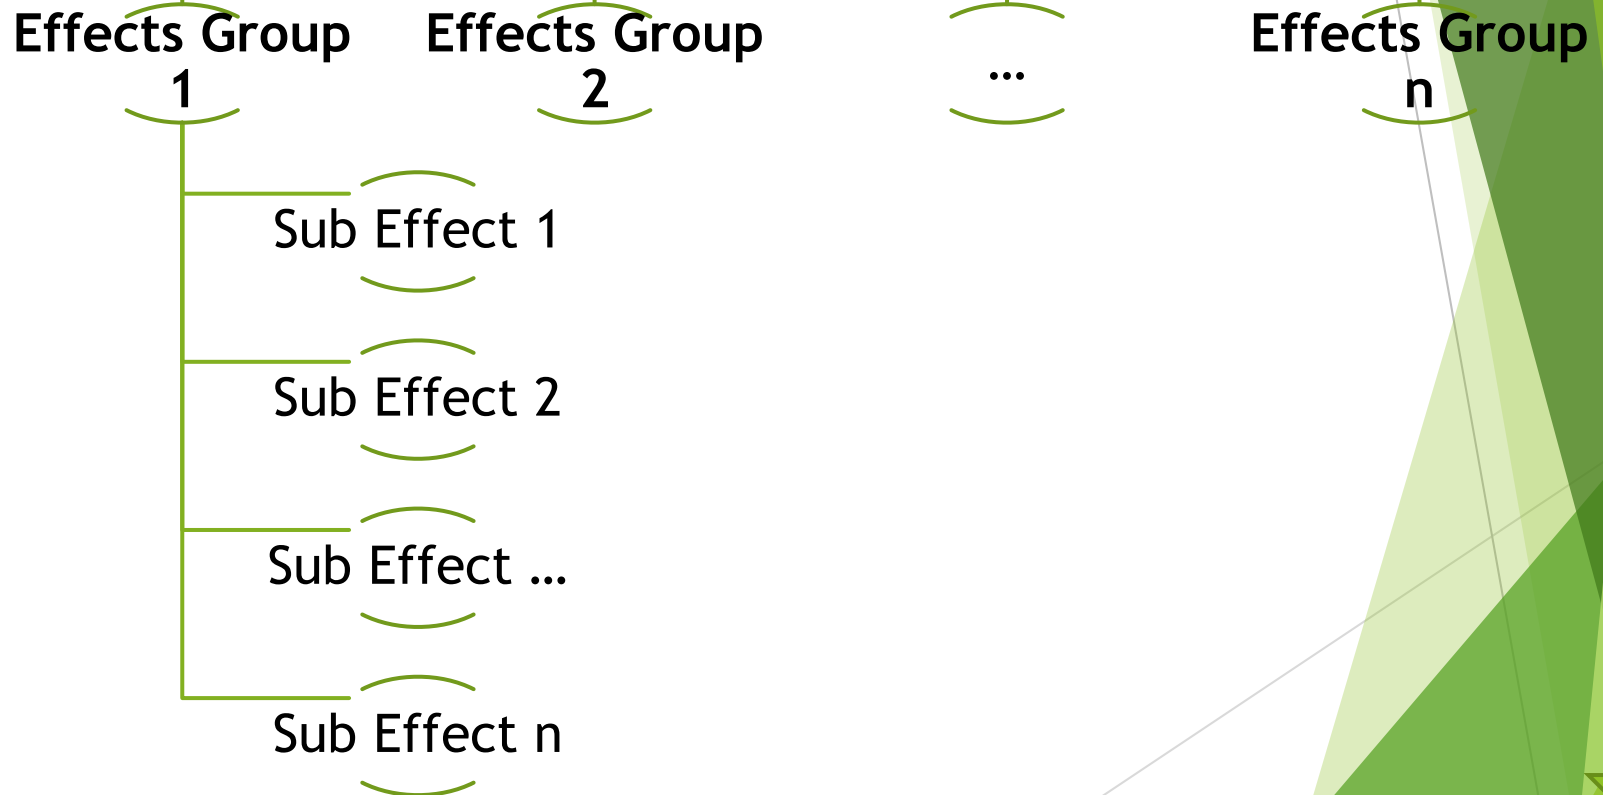 Effects Group
1
Effects Group
2
...
Effects Group
n
Sub Effect 1
Sub Effect 2
Sub Effect ...
Sub Effect n